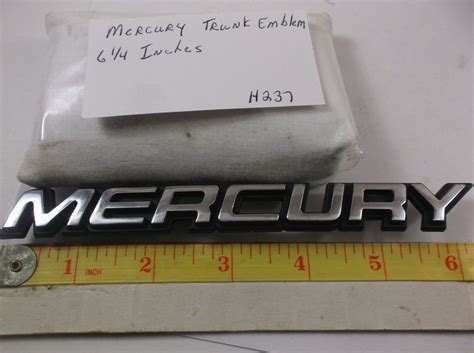 Mercury Trunk Emblem
6 1/4 Inches
H237
MERCURY
1 INCH 2 3 4 5 6